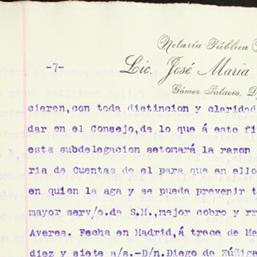 Notaría Pública
-7-
Lic. José Maria
Gómez Palacio, D
cieren,con toda distincion y claridad
dar en el Consejo,de lo que á este fi
esta subdelegacion setomará la razon
ria de Cuentas de el para que en ello
en quien la aga y se pueda prevenir t
mayor serv/o.de S.M.,mejor cobro y rr
Averes. Fecha en Madrid,á trece de Ma
diez y siete a/s.-D/n.Diego de Zúñiga